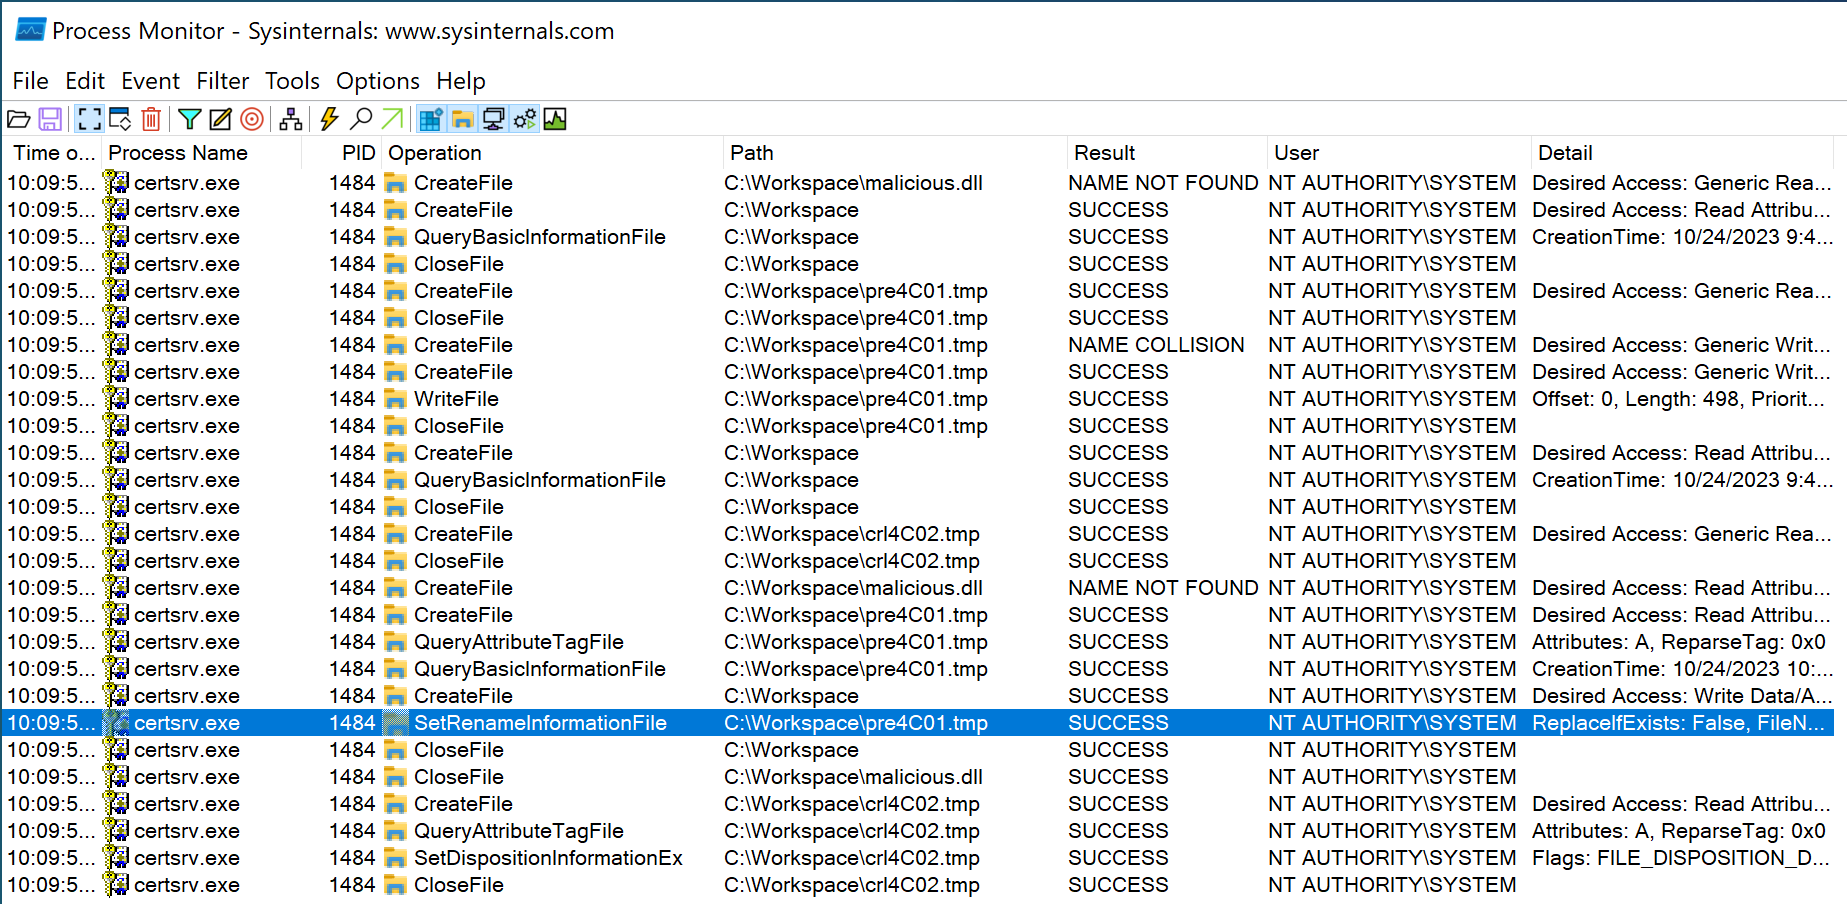 Process Monitor - Sysinternals: www.sysinternals.com
File Edit Event Filter Tools Options Help
Time o... Process Name PID Operation Path Result User Detail
10:09:5... certsrv.exe 1484 CreateFile C:\Workspace\malicious.dll NAME NOT FOUND NT AUTHORITY\SYSTEM Desired Access: Generic Rea...
10:09:5... certsrv.exe 1484 CreateFile C:\Workspace SUCCESS NT AUTHORITY\SYSTEM Desired Access: Read Attribu...
10:09:5... certsrv.exe 1484 QueryBasicInformationFile C:\Workspace SUCCESS NT AUTHORITY\SYSTEM CreationTime: 10/24/2023 9:4...
10:09:5... certsrv.exe 1484 CloseFile C:\Workspace SUCCESS NT AUTHORITY\SYSTEM
10:09:5... certsrv.exe 1484 CreateFile C:\Workspace\pre4C01.tmp SUCCESS NT AUTHORITY\SYSTEM Desired Access: Generic Rea...
10:09:5... certsrv.exe 1484 CloseFile C:\Workspace\pre4C01.tmp SUCCESS NT AUTHORITY\SYSTEM
10:09:5... certsrv.exe 1484 CreateFile C:\Workspace\pre4C01.tmp NAME COLLISION NT AUTHORITY\SYSTEM Desired Access: Generic Writ...
10:09:5... certsrv.exe 1484 CreateFile C:\Workspace\pre4C01.tmp SUCCESS NT AUTHORITY\SYSTEM Desired Access: Generic Writ...
10:09:5... certsrv.exe 1484 WriteFile C:\Workspace\pre4C01.tmp SUCCESS NT AUTHORITY\SYSTEM Offset: 0, Length: 498, Priorit...
10:09:5... certsrv.exe 1484 CloseFile C:\Workspace\pre4C01.tmp SUCCESS NT AUTHORITY\SYSTEM
10:09:5... certsrv.exe 1484 CreateFile C:\Workspace SUCCESS NT AUTHORITY\SYSTEM Desired Access: Read Attribu...
10:09:5... certsrv.exe 1484 QueryBasicInformationFile C:\Workspace SUCCESS NT AUTHORITY\SYSTEM CreationTime: 10/24/2023 9:4...
10:09:5... certsrv.exe 1484 CloseFile C:\Workspace SUCCESS NT AUTHORITY\SYSTEM
10:09:5... certsrv.exe 1484 CreateFile C:\Workspace\crl4C02.tmp SUCCESS NT AUTHORITY\SYSTEM Desired Access: Generic Rea...
10:09:5... certsrv.exe 1484 CloseFile C:\Workspace\crl4C02.tmp SUCCESS NT AUTHORITY\SYSTEM
10:09:5... certsrv.exe 1484 CreateFile C:\Workspace\malicious.dll NAME NOT FOUND NT AUTHORITY\SYSTEM Desired Access: Read Attribu...
10:09:5... certsrv.exe 1484 CreateFile C:\Workspace\pre4C01.tmp SUCCESS NT AUTHORITY\SYSTEM Desired Access: Read Attribu...
10:09:5... certsrv.exe 1484 QueryAttributeTagFile C:\Workspace\pre4C01.tmp SUCCESS NT AUTHORITY\SYSTEM Attributes: A, ReparseTag: 0x0
10:09:5... certsrv.exe 1484 QueryBasicInformationFile C:\Workspace\pre4C01.tmp SUCCESS NT AUTHORITY\SYSTEM CreationTime: 10/24/2023 10:...
10:09:5... certsrv.exe 1484 CreateFile C:\Workspace SUCCESS NT AUTHORITY\SYSTEM Desired Access: Write Data/A...
10:09:5... certsrv.exe 1484 SetRenameInformationFile C:\Workspace\pre4C01.tmp SUCCESS NT AUTHORITY\SYSTEM ReplaceIfExists: False, FileN...
10:09:5... certsrv.exe 1484 CloseFile C:\Workspace SUCCESS NT AUTHORITY\SYSTEM
10:09:5... certsrv.exe 1484 CloseFile C:\Workspace\malicious.dll SUCCESS NT AUTHORITY\SYSTEM
10:09:5... certsrv.exe 1484 CreateFile C:\Workspace\crl4C02.tmp SUCCESS NT AUTHORITY\SYSTEM Desired Access: Read Attribu...
10:09:5... certsrv.exe 1484 QueryAttributeTagFile C:\Workspace\crl4C02.tmp SUCCESS NT AUTHORITY\SYSTEM Attributes: A, ReparseTag: 0x0
10:09:5... certsrv.exe 1484 SetDispositionInformationEx C:\Workspace\crl4C02.tmp SUCCESS NT AUTHORITY\SYSTEM Flags: FILE_DISPOSITION_D...
10:09:5... certsrv.exe 1484 CloseFile C:\Workspace\crl4C02.tmp SUCCESS NT AUTHORITY\SYSTEM